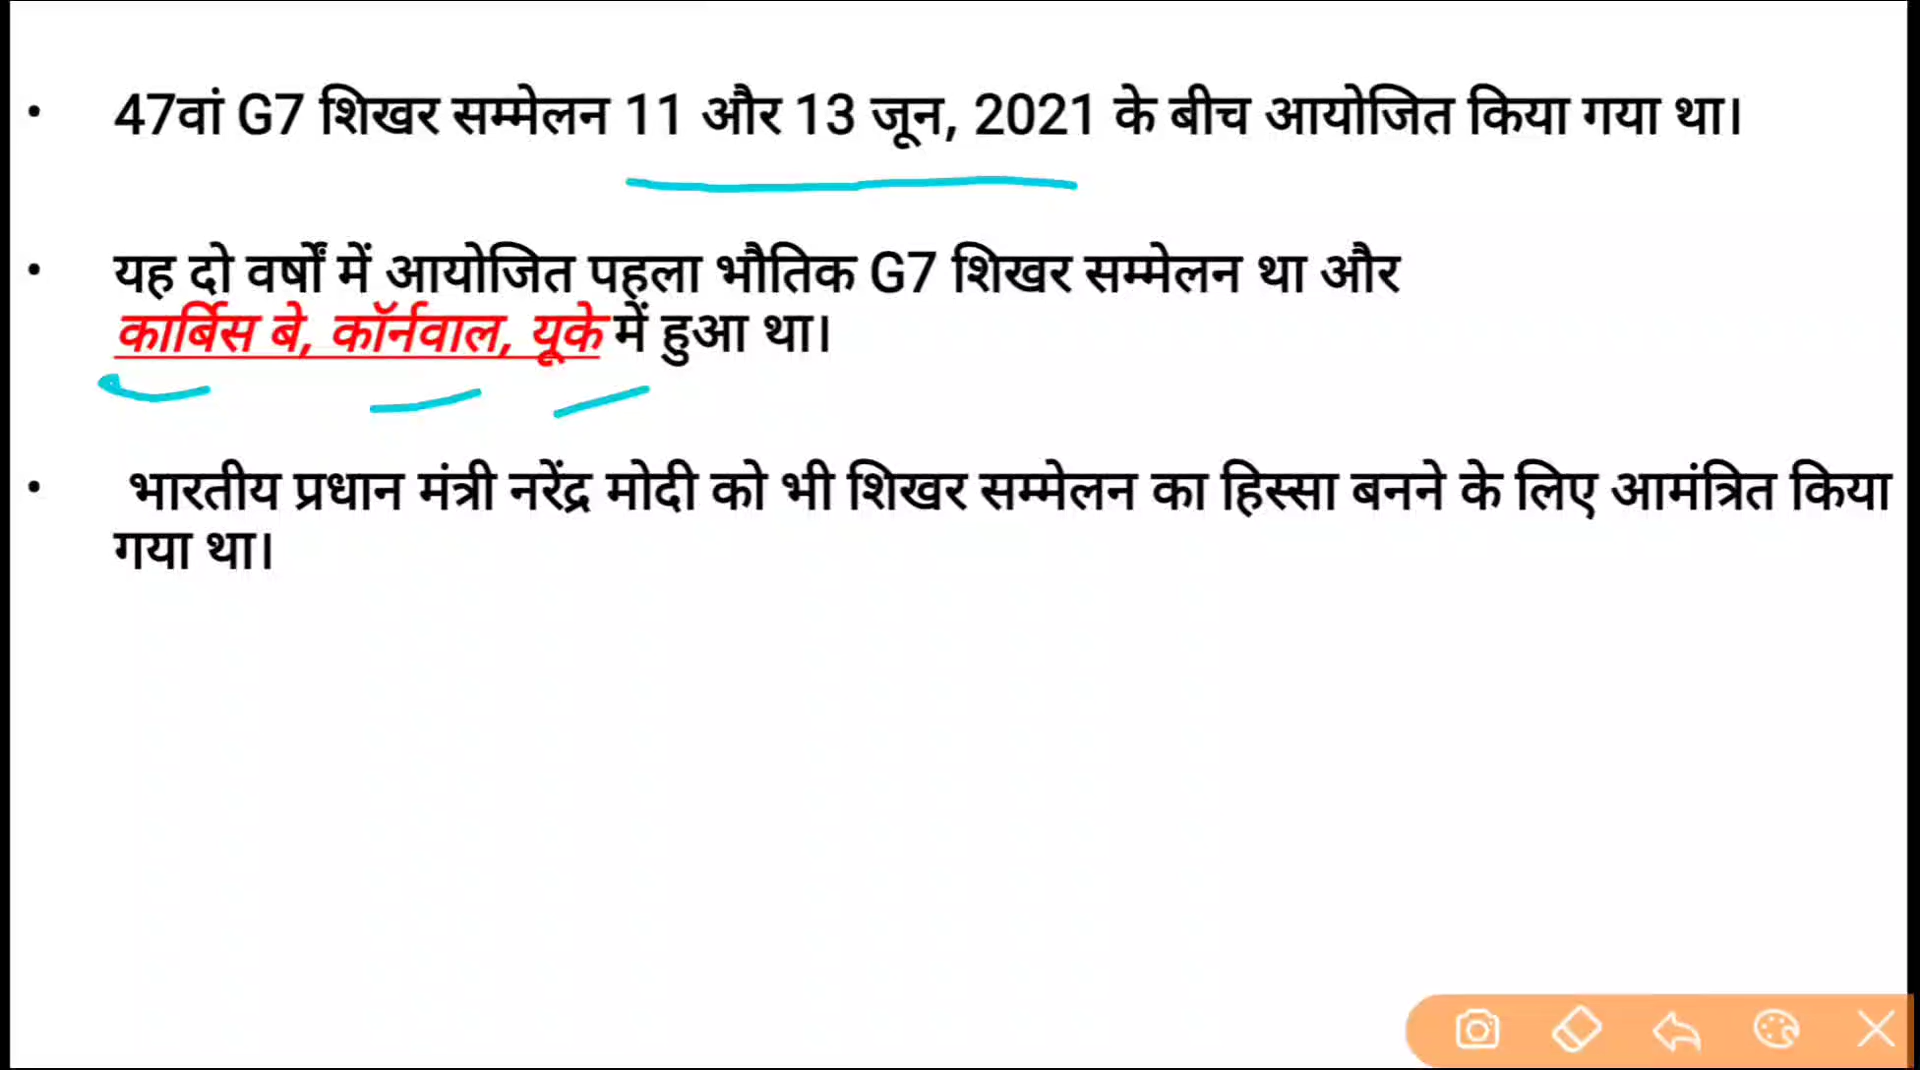 • 47वां G7 शिखर सम्मेलन 11 और 13 जून, 2021 के बीच आयोजित किया गया था।
• यह दो वर्षों में आयोजित पहला भौतिक G7 शिखर सम्मेलन था और
कार्बिस बे, कॉर्नवाल, यूके में हुआ था।
• भारतीय प्रधान मंत्री नरेंद्र मोदी को भी शिखर सम्मेलन का हिस्सा बनने के लिए आमंत्रित किया
गया था।